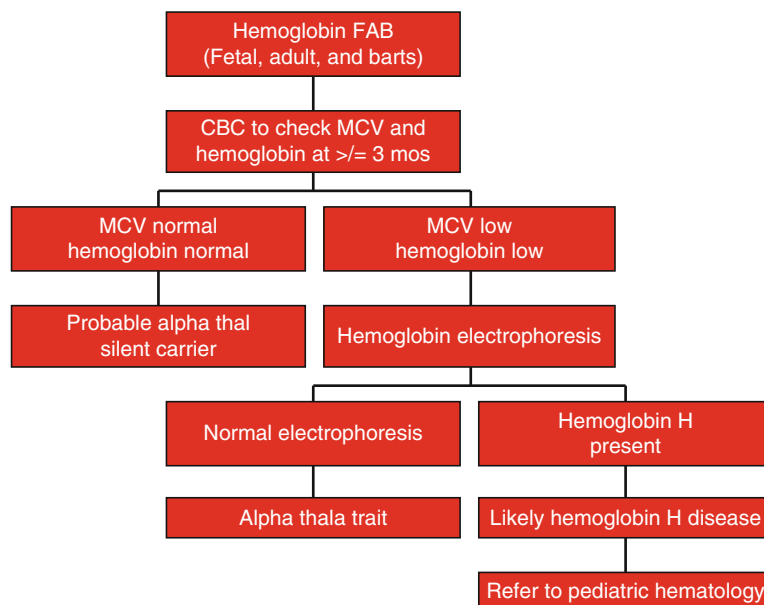 Hemoglobin FAB
(Fetal, adult, and barts)
CBC to check MCV and
hemoglobin at >/= 3 mos
MCV normal
hemoglobin normal
MCV low
hemoglobin low
Probable alpha thal
silent carrier
Hemoglobin electrophoresis
Normal electrophoresis
Hemoglobin H
present
Alpha thala trait
Likely hemoglobin H disease
Refer to pediatric hematology